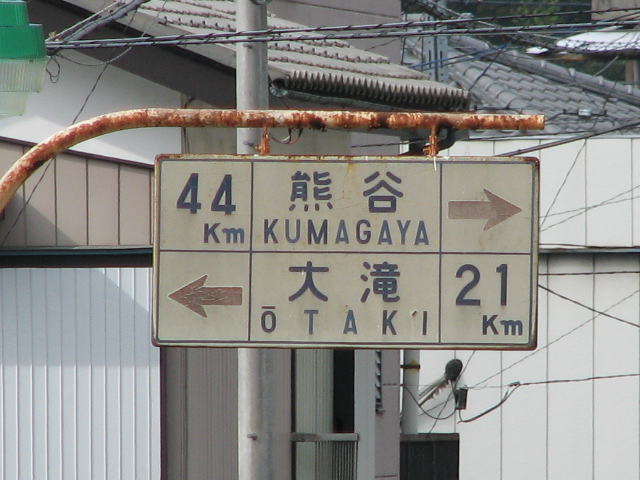 44 Km 熊谷
KUMAGAYA
大滝 21 Km
ŌTAKI